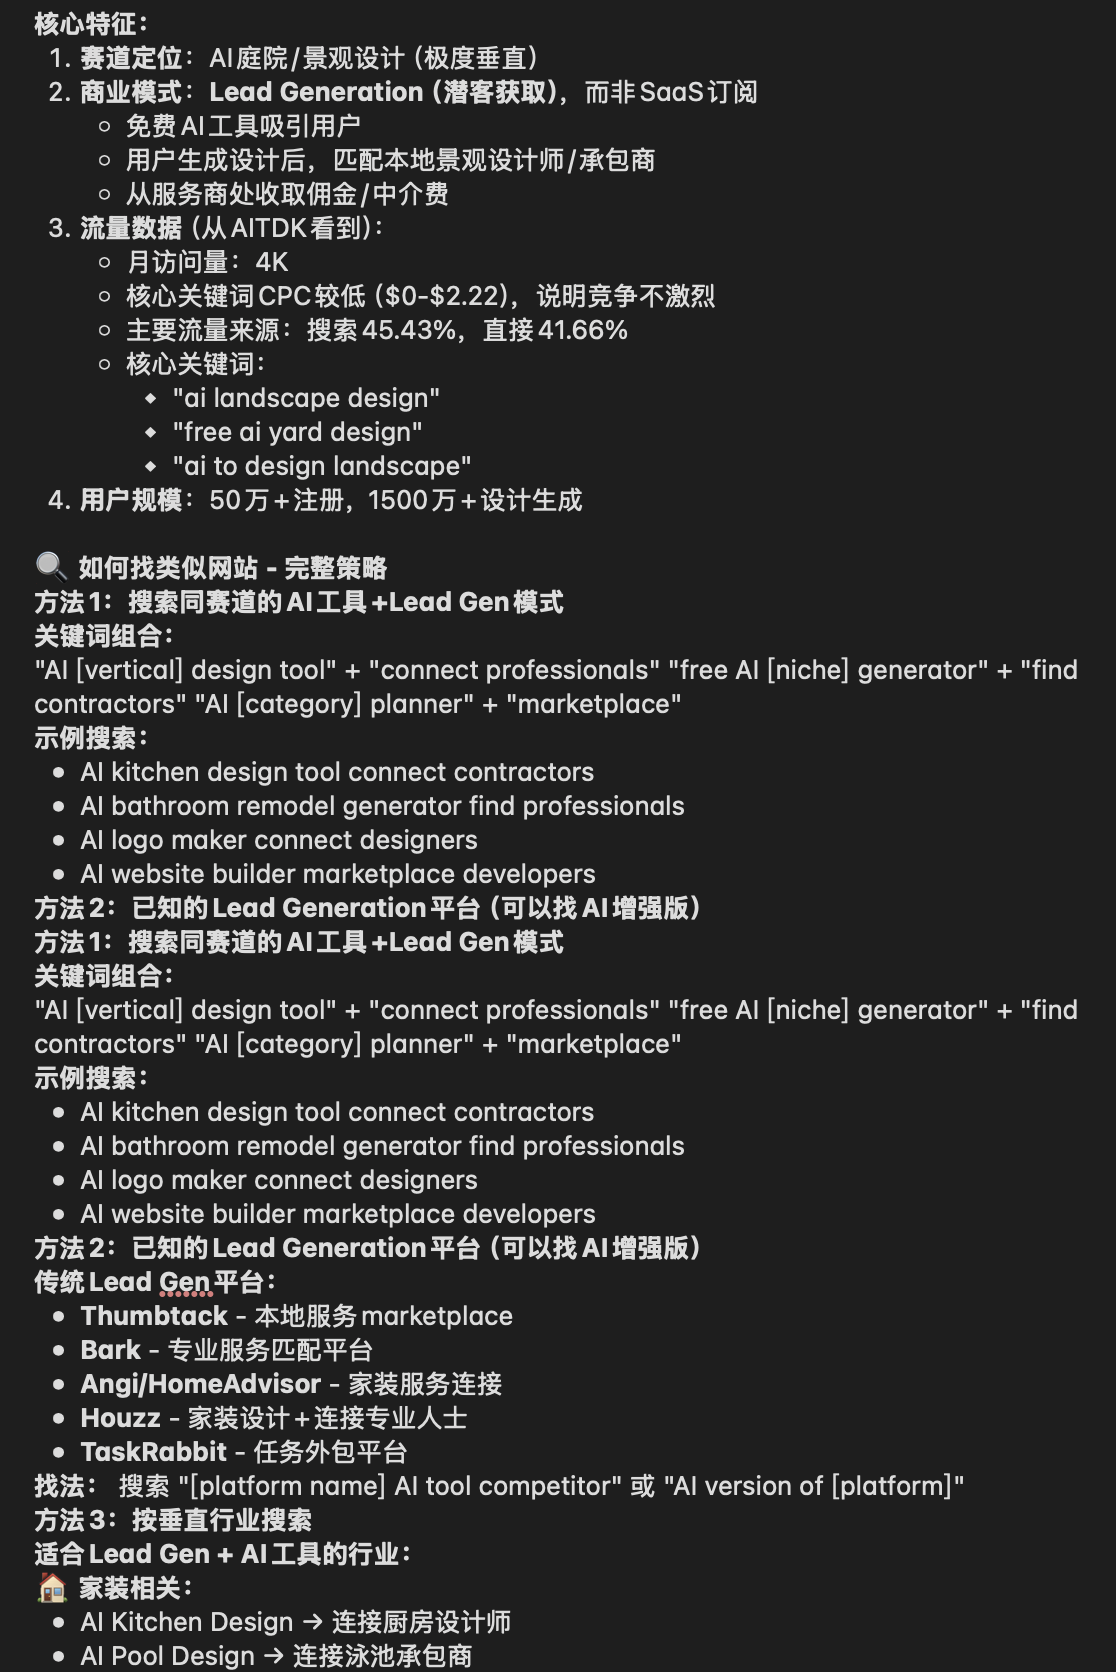 核心特征：
1. 赛道定位：AI庭院/景观设计（极度垂直）
2. 商业模式：Lead Generation（潜客获取），而非SaaS订阅
○ 免费AI工具吸引用户
○ 用户生成设计后，匹配本地景观设计师/承包商
○ 从服务商处收取佣金/中介费
3. 流量数据（从AITDK看到）：
○ 月访问量：4K
○ 核心关键词CPC较低（$0-$2.22)，说明竞争不激烈
○ 主要流量来源：搜索45.43%，直接41.66%
○ 核心关键词：
◆ "ai landscape design"
◆ "free ai yard design"
◆ "ai to design landscape"
4. 用户规模：50万+注册，1500万+设计生成
🔍 如何找类似网站 - 完整策略
方法1：搜索同赛道的AI工具+Lead Gen模式
关键词组合：
"AI [vertical] design tool" + "connect professionals" "free AI [niche] generator" + "find
contractors" "AI [category] planner" + "marketplace"
示例搜索：
• AI kitchen design tool connect contractors
• AI bathroom remodel generator find professionals
• AI logo maker connect designers
• AI website builder marketplace developers
方法2：已知的Lead Generation平台（可以找AI增强版）
方法1：搜索同赛道的AI工具+Lead Gen模式
关键词组合：
"AI [vertical] design tool" + "connect professionals" "free AI [niche] generator" + "find
contractors" "AI [category] planner" + "marketplace"
示例搜索：
• AI kitchen design tool connect contractors
• AI bathroom remodel generator find professionals
• AI logo maker connect designers
• AI website builder marketplace developers
方法2：已知的Lead Generation平台（可以找AI增强版）
传统Lead Gen平台：
• Thumbtack - 本地服务marketplace
• Bark - 专业服务匹配平台
• Angi/HomeAdvisor - 家装服务连接
• Houzz - 家装设计+连接专业人士
• TaskRabbit - 任务外包平台
找法： 搜索 "[platform name] AI tool competitor" 或 "AI version of [platform]"
方法3：按垂直行业搜索
适合Lead Gen + AI工具的行业：
🏠 家装相关：
• AI Kitchen Design → 连接厨房设计师
• AI Pool Design → 连接泳池承包商